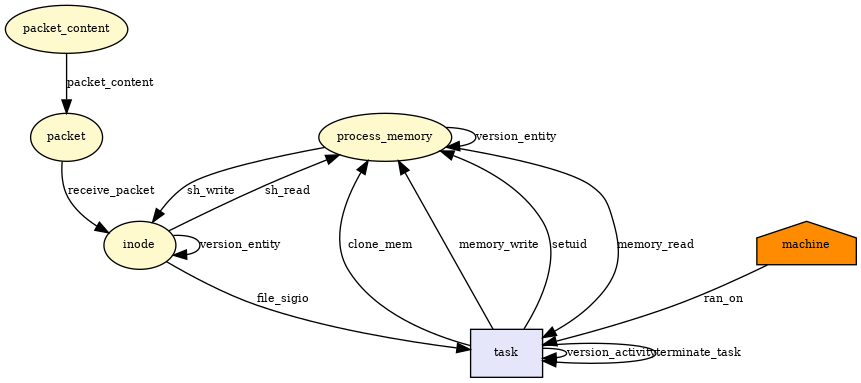 packet_content
packet_content
packet
process_memory
version_entity
receive_packet
sh_write
sh_read
inode
version_entity
clone_mem
memory_write
setuid
memory_read
machine
file_sigio
ran_on
task
version_activity
terminate_task